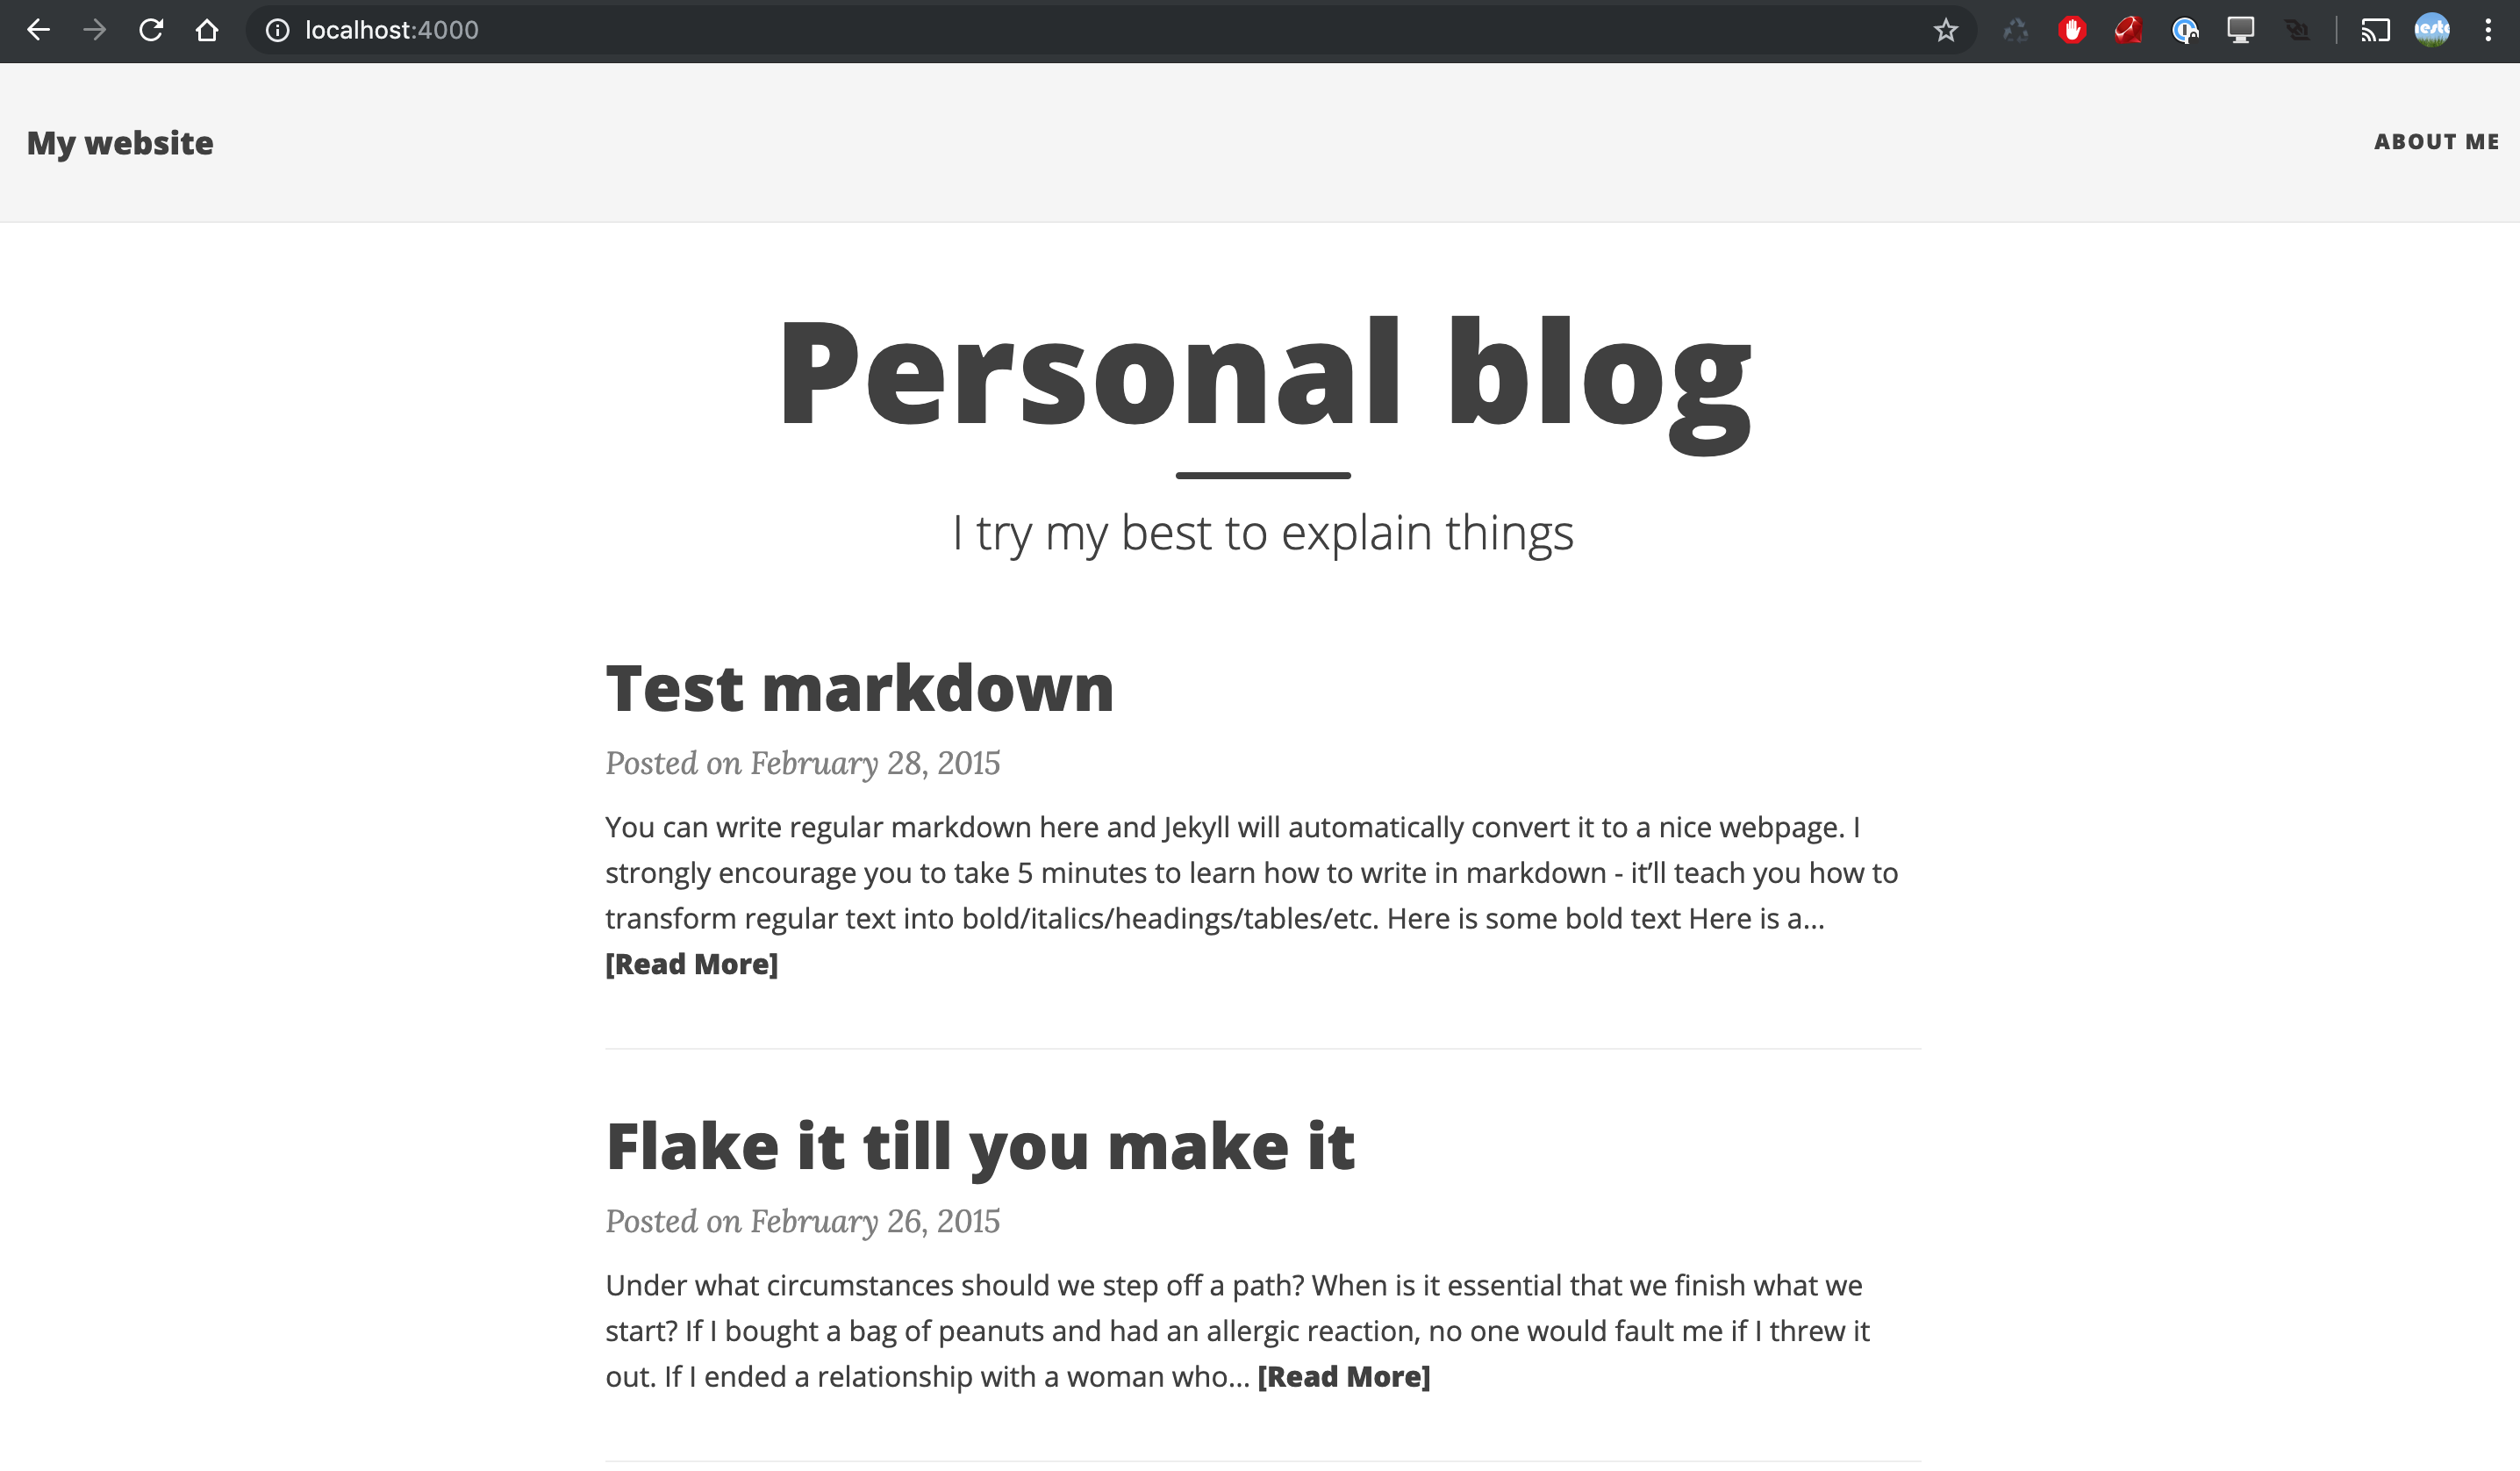 localhost:4000
My website
ABOUT ME
Personal blog
I try my best to explain things
Test markdown
Posted on February 28, 2015
You can write regular markdown here and Jekyll will automatically convert it to a nice webpage. I
strongly encourage you to take 5 minutes to learn how to write in markdown - it’ll teach you how to
transform regular text into bold/italics/headings/tables/etc. Here is some bold text Here is a...
[Read More]
Flake it till you make it
Posted on February 26, 2015
Under what circumstances should we step off a path? When is it essential that we finish what we
start? If I bought a bag of peanuts and had an allergic reaction, no one would fault me if I threw it
out. If I ended a relationship with a woman who... [Read More]